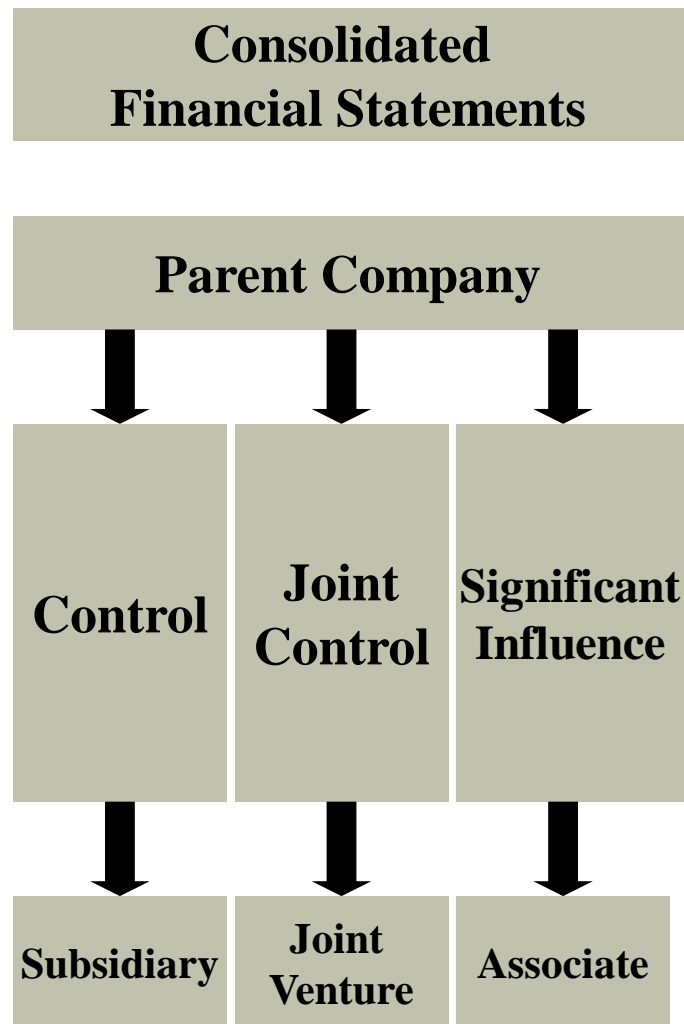 Consolidated
Financial Statements
Parent Company
Control
Joint
Control
Significant
Influence
Subsidiary
Joint
Venture
Associate